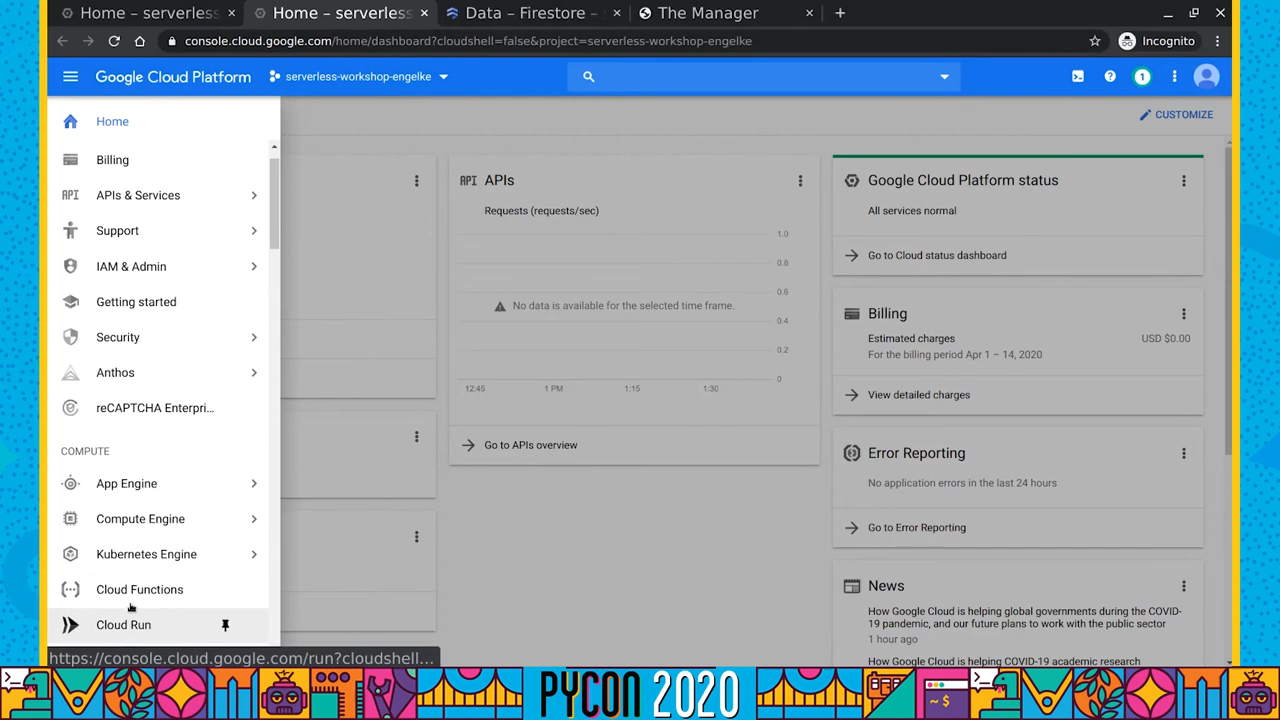 Home – serverless
Home – serverless
Data – Firestore –
The Manager
console.cloud.google.com/home/dashboard?cloudshell=false&project=serverless-workshop-engelke
Incognito
Google Cloud Platform
serverless-workshop-engelke
1
Home
Billing
API
APIs & Services
Support
IAM & Admin
Getting started
Security
Anthos
reCAPTCHA Enterpri...
COMPUTE
App Engine
Compute Engine
Kubernetes Engine
Cloud Functions
Cloud Run
https://console.cloud.google.com/run?cloudshell...
CUSTOMIZE
API APIs
Requests (requests/sec)
1.0
0.8
0.6
0.4
0.2
0
No data is available for the selected time frame.
12:45 1 PM 1:15 1:30
Go to APIs overview
Google Cloud Platform status
All services normal
Go to Cloud status dashboard
Billing
Estimated charges USD $0.00
For the billing period Apr 1 – 14, 2020
View detailed charges
Error Reporting
No application errors in the last 24 hours
Go to Error Reporting
News
How Google Cloud is helping global governments during the COVID-
19 pandemic, and our future plans to work with the public sector
1 hour ago
How Google Cloud is helping COVID-19 academic research
PYCON 2020
~ $